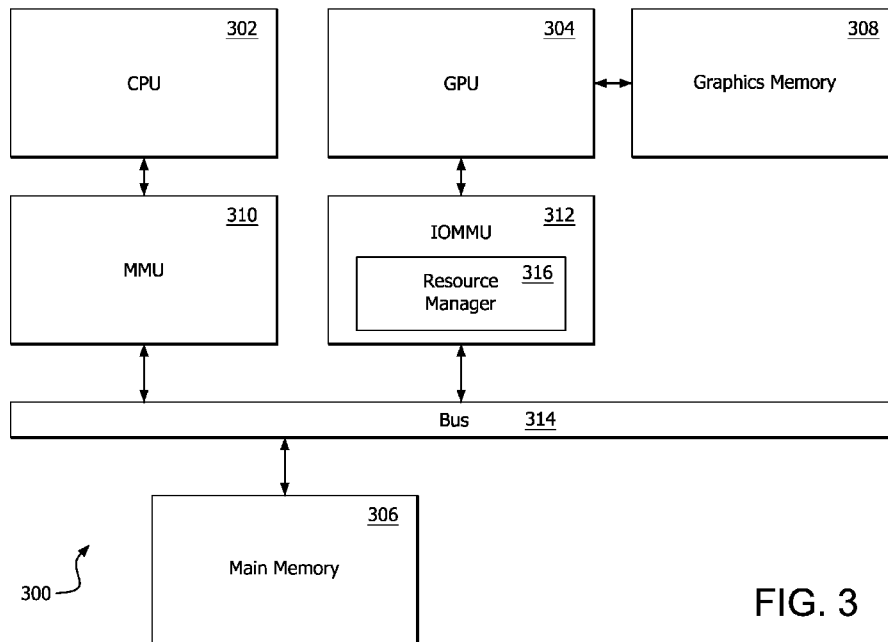 302
CPU
304
GPU
308
Graphics Memory
310
MMU
312
IOMMU
316
Resource
Manager
Bus 314
306
Main Memory
300
FIG. 3